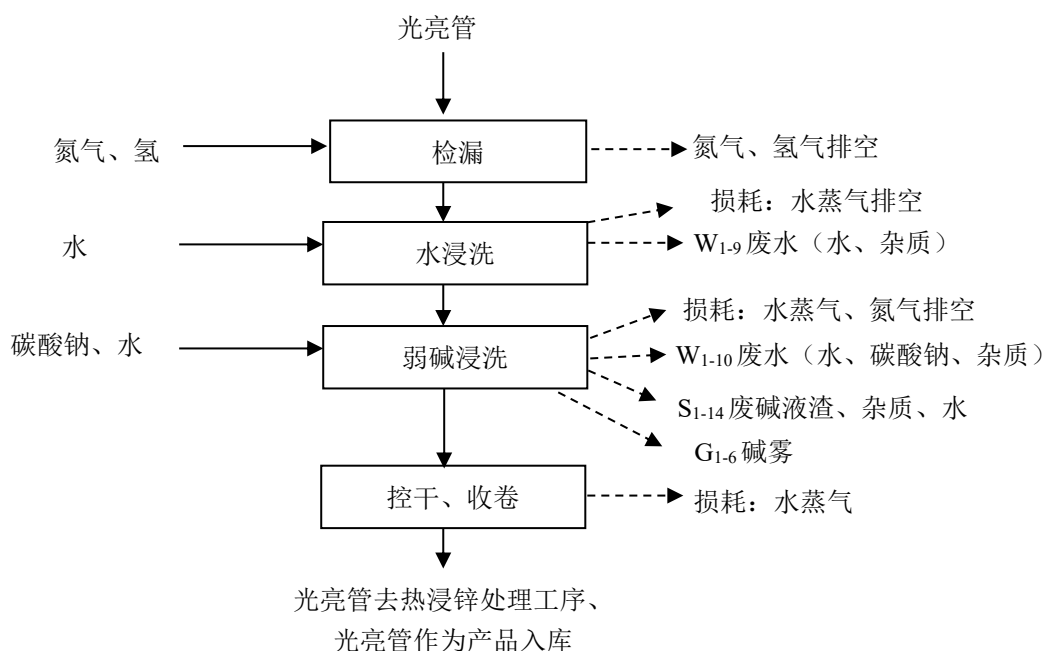 光亮管
氮气、氢
检漏
氮气、氢气排空
损耗：水蒸气排空
水
水浸洗
W1-9 废水（水、杂质）
损耗：水蒸气、氮气排空
碳酸钠、水
弱碱浸洗
W1-10 废水（水、碳酸钠、杂质）
S1-14 废碱液渣、杂质、水
G1-6 碱雾
控干、收卷
损耗：水蒸气
光亮管去热浸锌处理工序、
光亮管作为产品入库